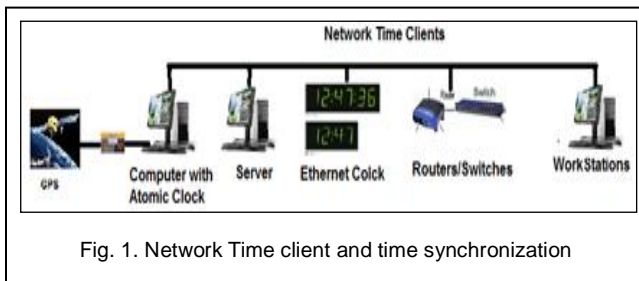 Network Time Clients
12:47:36
12:47
Switch
GPS
Computer with
Atomic Clock
Server
Ethernet Colck
Routers/Switches
WorkStations
Fig. 1. Network Time client and time synchronization